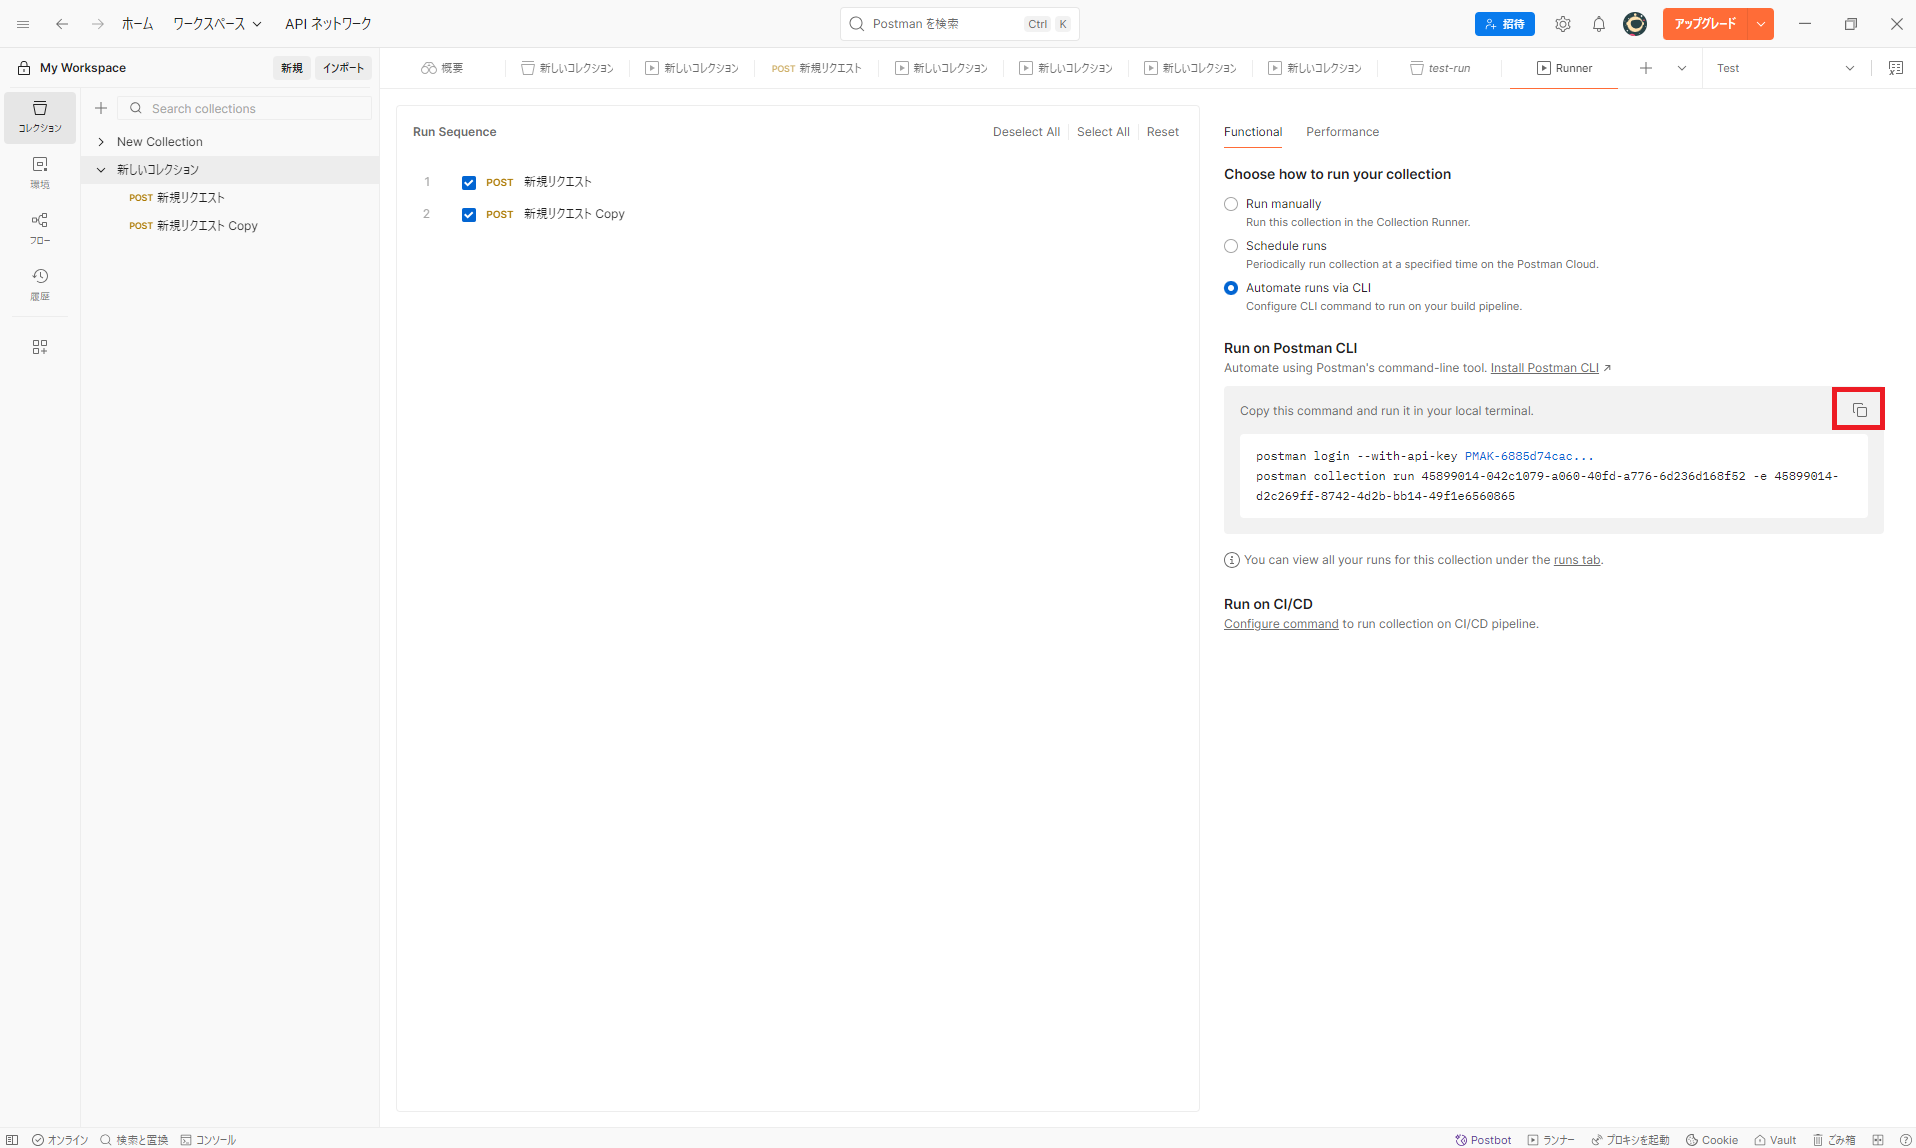 ホーム ワークスペース API ネットワーク Postman を検索 Ctrl K 招待 アップグレード
My Workspace 新規 インポート 概要 新しいコレクション 新しいコレクション POST 新規リクエスト 新しいコレクション 新しいコレクション 新しいコレクション 新しいコレクション test-run Runner Test
コレクション
環境
フロー
履歴
Search collections
New Collection
新しいコレクション
POST 新規リクエスト
POST 新規リクエスト Copy
Run Sequence Deselect All Select All Reset
1 POST 新規リクエスト
2 POST 新規リクエスト Copy
Functional Performance
Choose how to run your collection
Run manually
Run this collection in the Collection Runner.
Schedule runs
Periodically run collection at a specified time on the Postman Cloud.
Automate runs via CLI
Configure CLI command to run on your build pipeline.
Run on Postman CLI
Automate using Postman's command-line tool. Install Postman CLI
Copy this command and run it in your local terminal.
postman login --with-api-key PMAK-6885d74cac...
postman collection run 45899014-042c1079-a060-40fd-a776-6d236d168f52 -e 45899014-
d2c269ff-8742-4d2b-bb14-49f1e6560865
You can view all your runs for this collection under the runs tab.
Run on CI/CD
Configure command to run collection on CI/CD pipeline.
オンライン 検索と置換 コンソール Postbot ランナー プロキシを起動 Cookie Vault ごみ箱